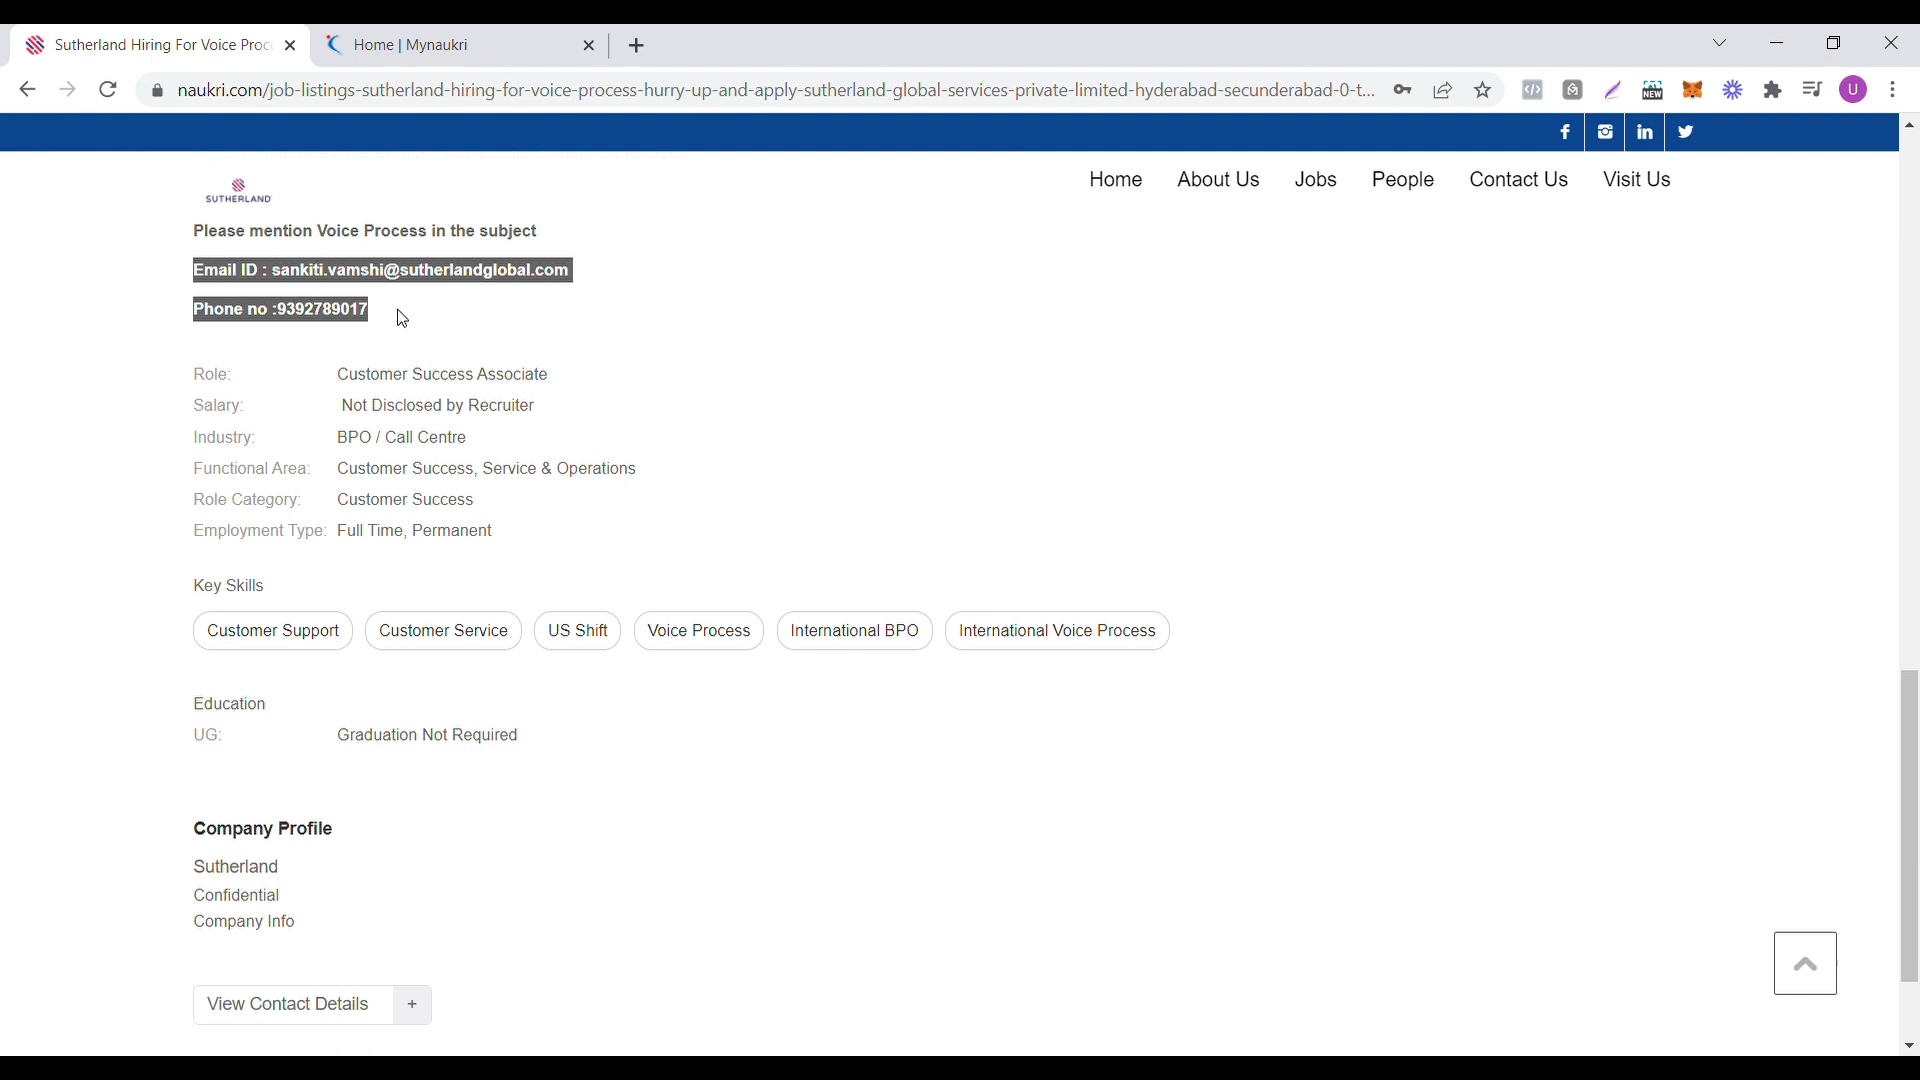 Sutherland Hiring For Voice Proc
Home | Mynaukri
naukri.com/job-listings-sutherland-hiring-for-voice-process-hurry-up-and-apply-sutherland-global-services-private-limited-hyderabad-secunderabad-0-t...
NEW
U
SUTHERLAND
Home About Us Jobs People Contact Us Visit Us
Please mention Voice Process in the subject
Email ID : sankiti.vamshi@sutherlandglobal.com
Phone no :9392789017
Role: Customer Success Associate
Salary: Not Disclosed by Recruiter
Industry: BPO / Call Centre
Functional Area: Customer Success, Service & Operations
Role Category: Customer Success
Employment Type: Full Time, Permanent
Key Skills
Customer Support Customer Service US Shift Voice Process International BPO International Voice Process
Education
UG: Graduation Not Required
Company Profile
Sutherland
Confidential
Company Info
View Contact Details +